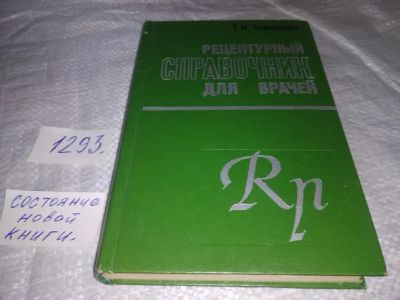 РЕЦЕПТУРНЫЙ
СПРАВОЧНИК
ДЛЯ ВРАЧЕЙ
Rp
1293.
СОСТОЯНИЕ
НОВОЙ
КНИГИ.